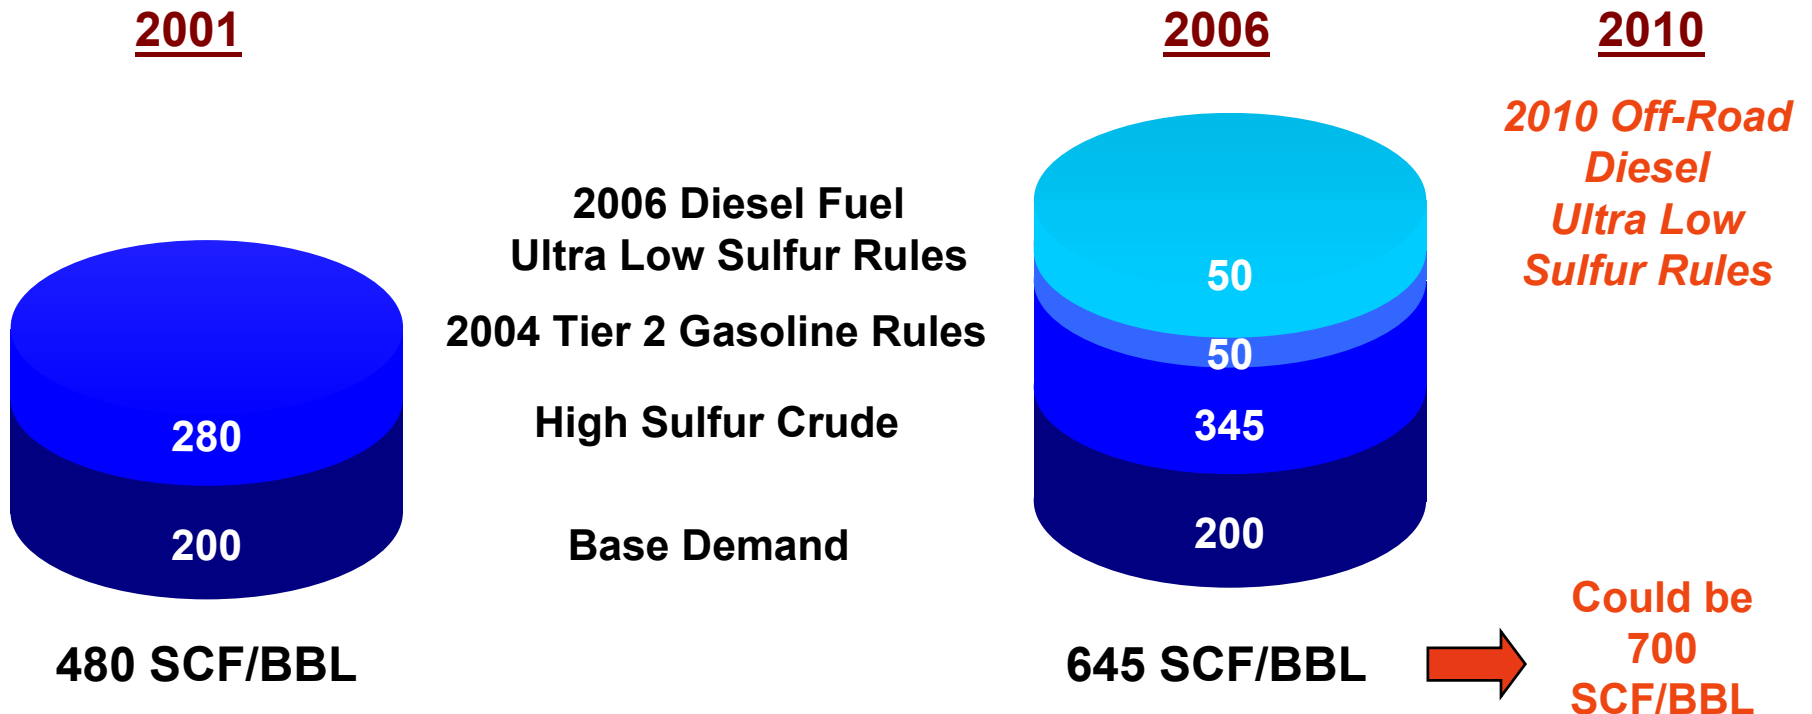 2001
2006
2010
280
200
480 SCF/BBL
2006 Diesel Fuel
Ultra Low Sulfur Rules
2004 Tier 2 Gasoline Rules
High Sulfur Crude
Base Demand
50
50
345
200
645 SCF/BBL
2010 Off-Road
Diesel
Ultra Low
Sulfur Rules
Could be
700
SCF/BBL